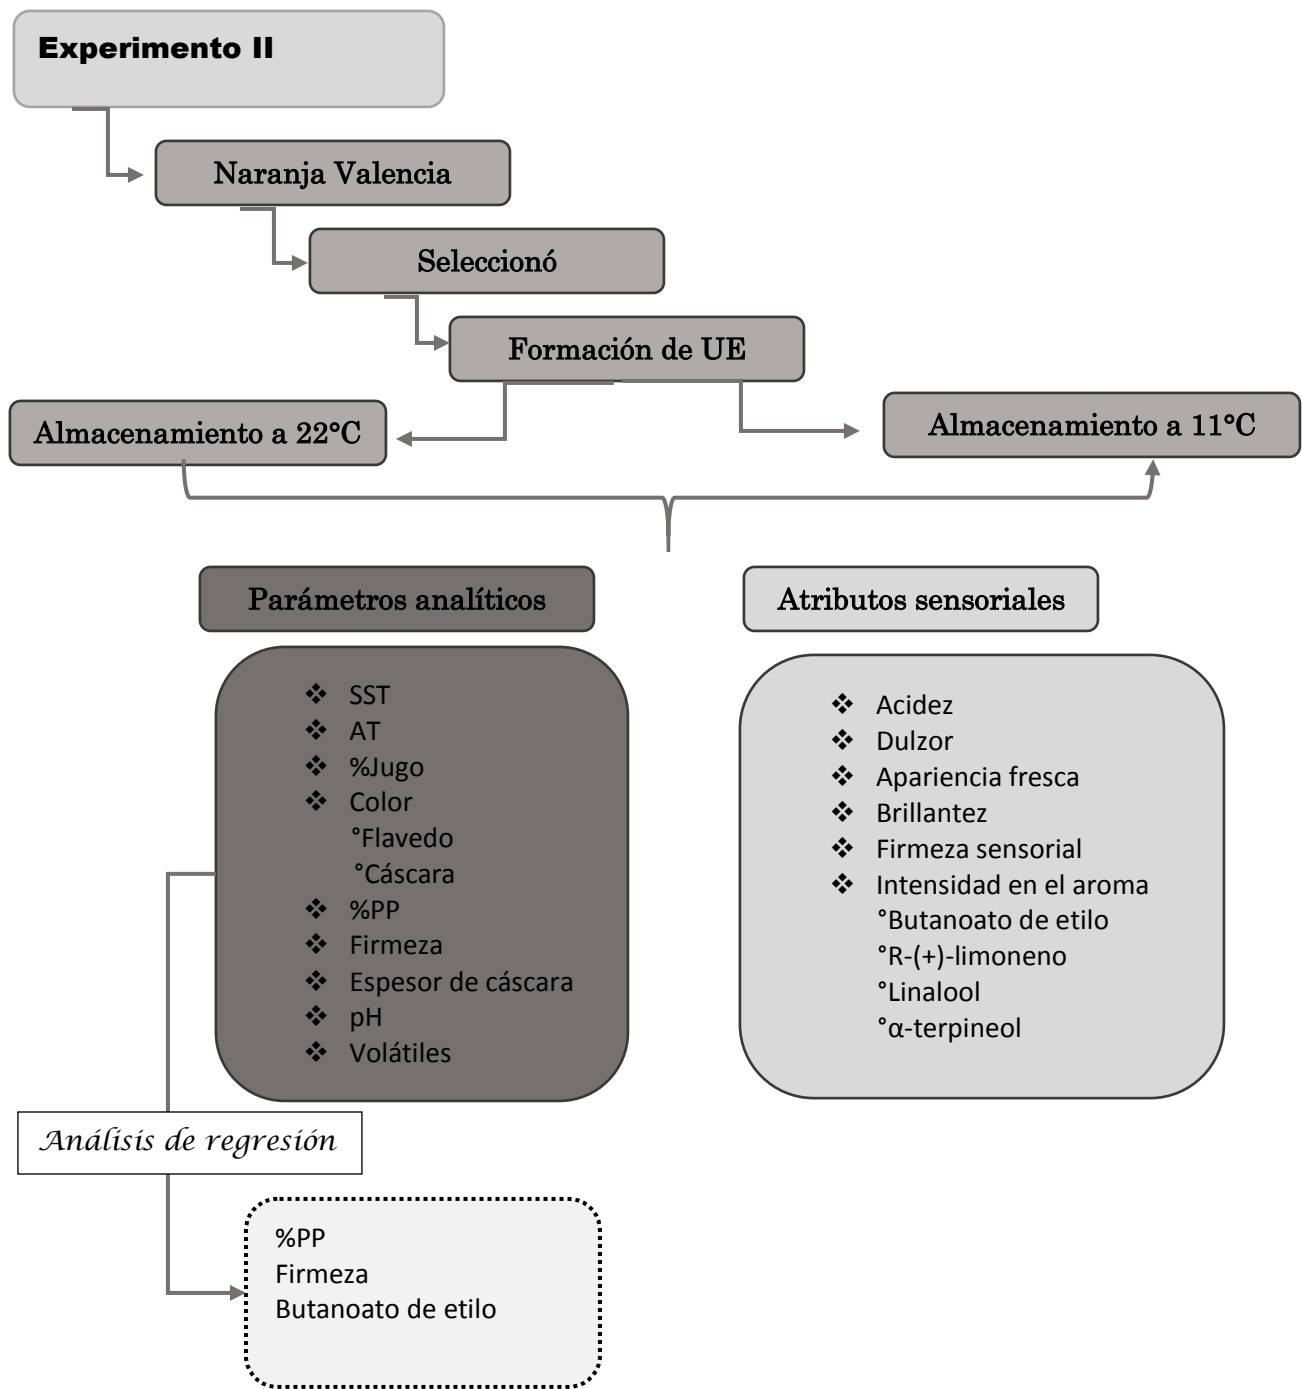 Experimento II
Naranja Valencia
Seleccionó
Formación de UE
Almacenamiento a 22°C
Almacenamiento a 11°C
Parámetros analíticos
❖ SST
❖ AT
❖ %Jugo
❖ Color
°Flavedo
°Cáscara
❖ %PP
❖ Firmeza
❖ Espesor de cáscara
❖ pH
❖ Volátiles
Atributos sensoriales
❖ Acidez
❖ Dulzor
❖ Apariencia fresca
❖ Brillantez
❖ Firmeza sensorial
❖ Intensidad en el aroma
°Butanoato de etilo
°R-(+)-limoneno
°Linalool
°α-terpineol
Análisis de regresión
%PP
Firmeza
Butanoato de etilo